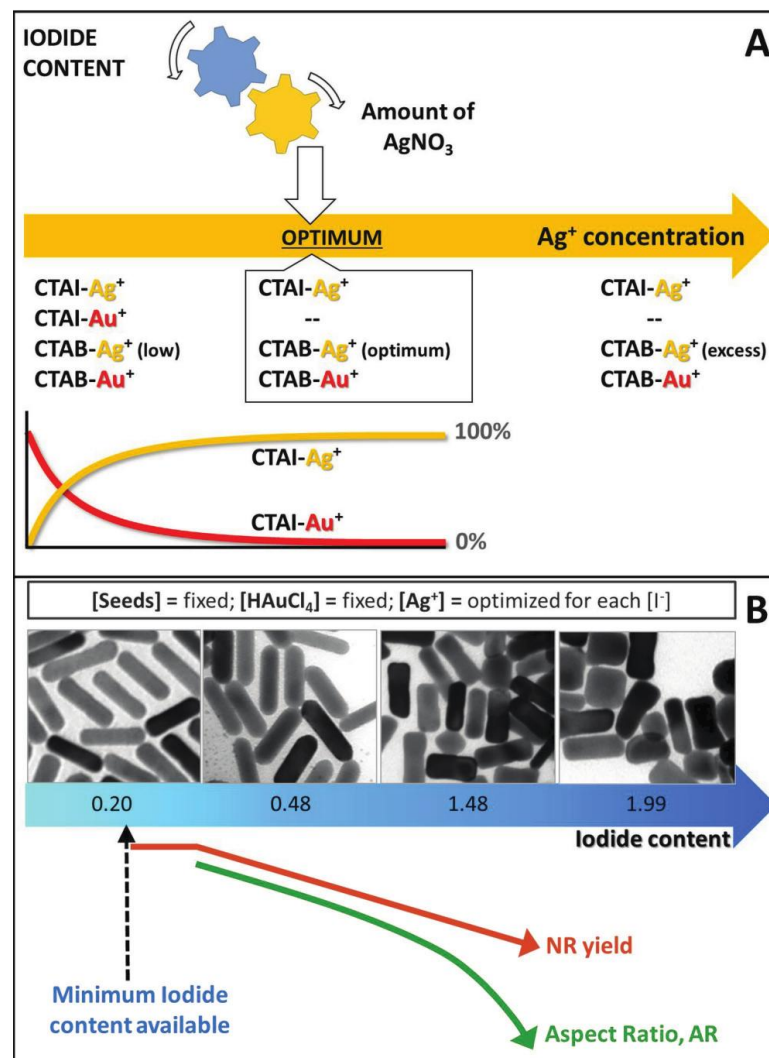 IODIDE
CONTENT
A
Amount of
AgNO₃
OPTIMUM
Ag⁺ concentration
CTAI-Ag⁺
CTAI-Au⁺
CTAB-Ag⁺ (low)
CTAB-Au⁺
CTAI-Ag⁺
--
CTAB-Ag⁺ (optimum)
CTAB-Au⁺
CTAI-Ag⁺
--
CTAB-Ag⁺ (excess)
CTAB-Au⁺
100%
CTAI-Ag⁺
CTAI-Au⁺
0%
[Seeds] = fixed; [HAuCl₄] = fixed; [Ag⁺] = optimized for each [I⁻]
B
0.20 0.48 1.48 1.99
Iodide content
NR yield
Minimum Iodide
content available
Aspect Ratio, AR